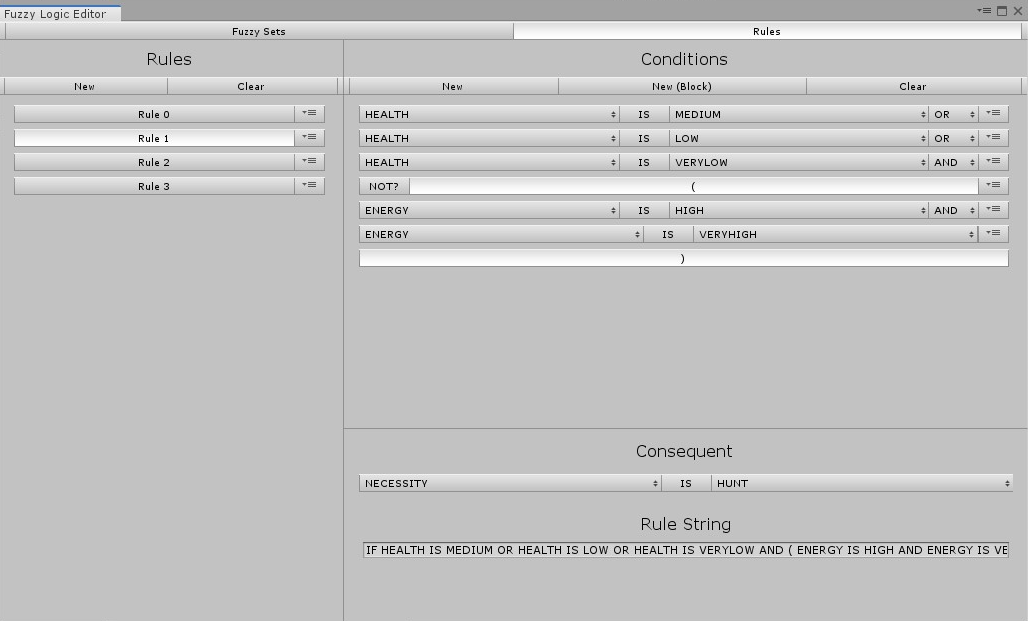 Fuzzy Logic Editor
Fuzzy Sets Rules
Rules
New Clear
Rule 0
Rule 1
Rule 2
Rule 3
Conditions
New New (Block) Clear
HEALTH IS MEDIUM OR
HEALTH IS LOW OR
HEALTH IS VERYLOW AND
NOT? (
ENERGY IS HIGH AND
ENERGY IS VERYHIGH
)
Consequent
NECESSITY IS HUNT
Rule String
IF HEALTH IS MEDIUM OR HEALTH IS LOW OR HEALTH IS VERYLOW AND ( ENERGY IS HIGH AND ENERGY IS VE